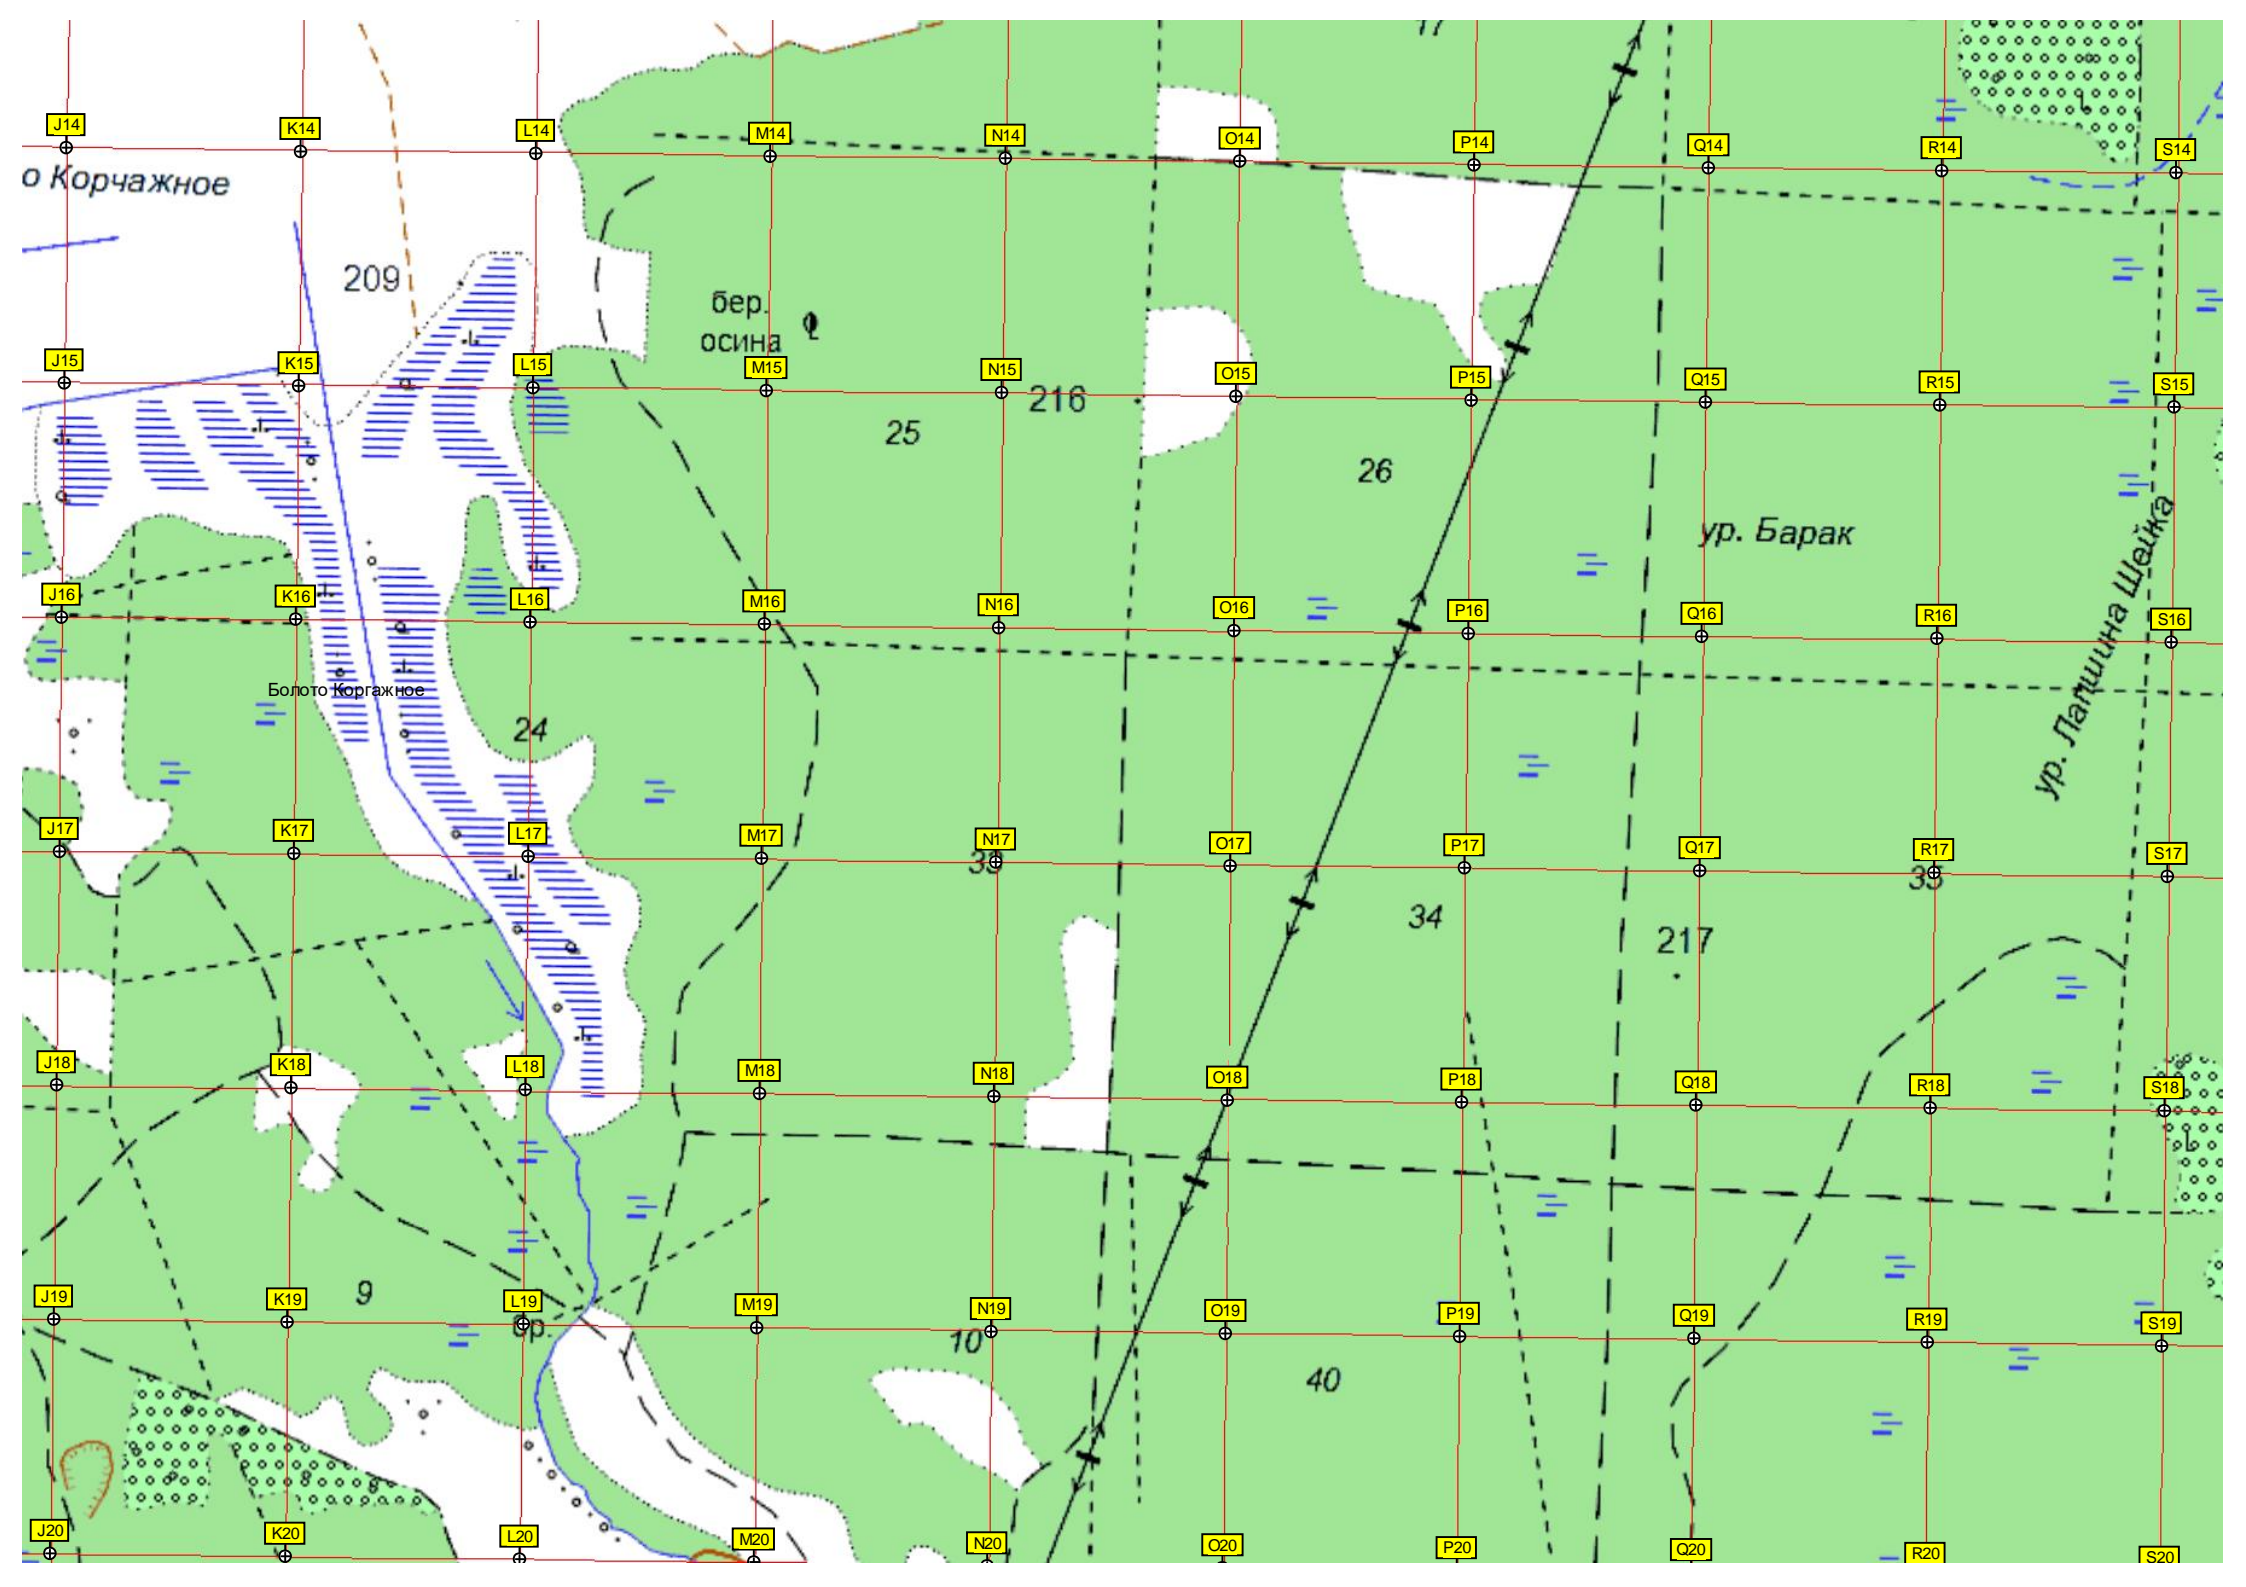 17
J14 K14 L14 M14 N14 O14 P14 Q14 R14 S14
о Корчажное
209
бер.
осина
J15 K15 L15 M15 N15 O15 P15 Q15 R15 S15
216
25
26
ур. Барак
ур. Лапшина Шейка
J16 K16 L16 M16 N16 O16 P16 Q16 R16 S16
Болото Коргажное
24
J17 K17 L17 M17 N17 O17 P17 Q17 R17 S17
33
35
34
217
J18 K18 L18 M18 N18 O18 P18 Q18 R18 S18
9
J19 K19 L19 M19 N19 O19 P19 Q19 R19 S19
бр.
10
40
J20 K20 L20 M20 N20 O20 P20 Q20 R20 S20